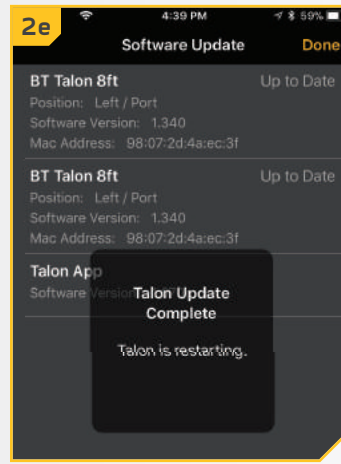 2e
4:39 PM
59%
Software Update
Done
BT Talon 8ft
Up to Date
Position: Left / Port
Software Version: 1.340
Mac Address: 98:07:2d:4a:ec:3f
BT Talon 8ft
Up to Date
Position: Left / Port
Software Version: 1.340
Mac Address: 98:07:2d:4a:ec:3f
Talon App
Software Version
Talon Update
Complete
Talon is restarting.